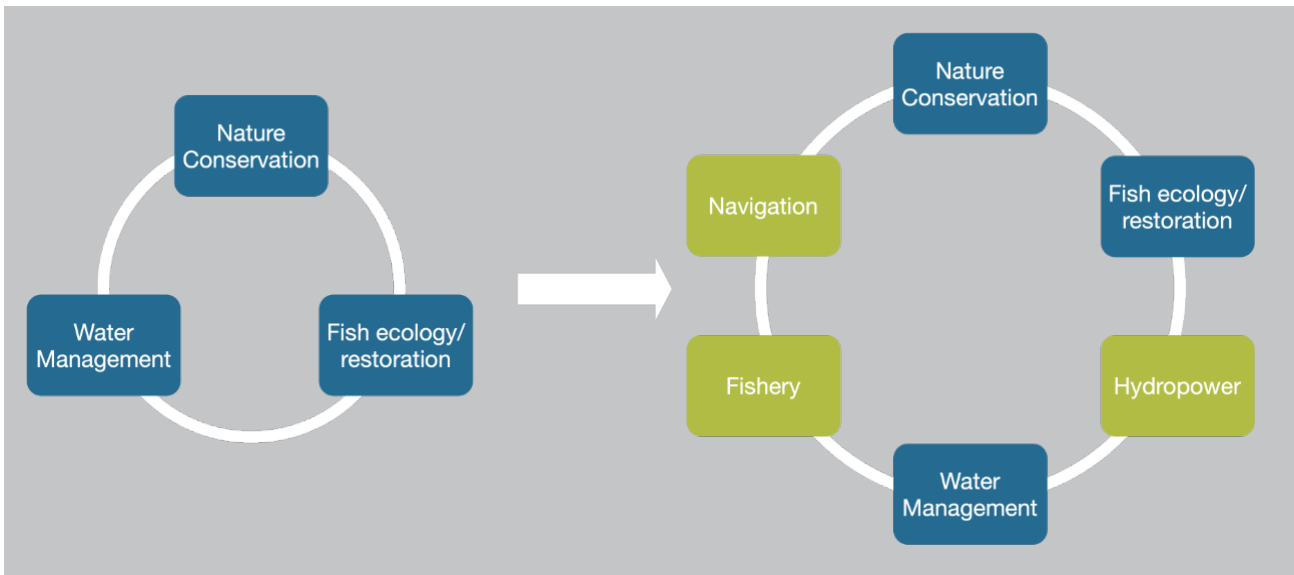 Nature
Conservation
Water
Management
Fish ecology/
restoration
Nature
Conservation
Navigation
Fish ecology/
restoration
Fishery
Hydropower
Water
Management